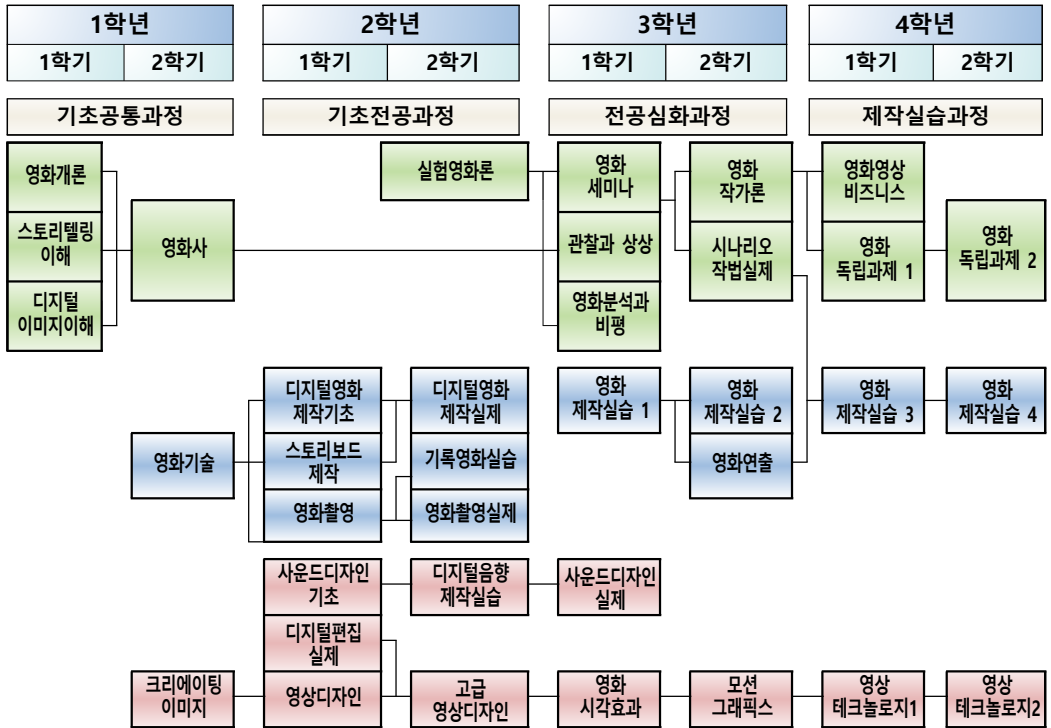 1학년
2학년
3학년
4학년
1학기
2학기
1학기
2학기
1학기
2학기
1학기
2학기
기초공통과정
기초전공과정
전공심화과정
제작실습과정
영화개론
스토리텔링
이해
디지털
이미지이해
영화사
실험영화론
영화
세미나
관찰과 상상
영화분석과
비평
영화
작가론
시나리오
작법실제
영화영상
비즈니스
영화
독립과제 1
영화
독립과제 2
영화기술
디지털영화
제작기초
스토리보드
제작
영화촬영
디지털영화
제작실제
기록영화실습
영화촬영실제
영화
제작실습 1
영화
제작실습 2
영화연출
영화
제작실습 3
영화
제작실습 4
사운드디자인
기초
디지털음향
제작실습
사운드디자인
실제
디지털편집
실제
크리에이팅
이미지
영상디자인
고급
영상디자인
영화
시각효과
모션
그래픽스
영상
테크놀로지1
영상
테크놀로지2